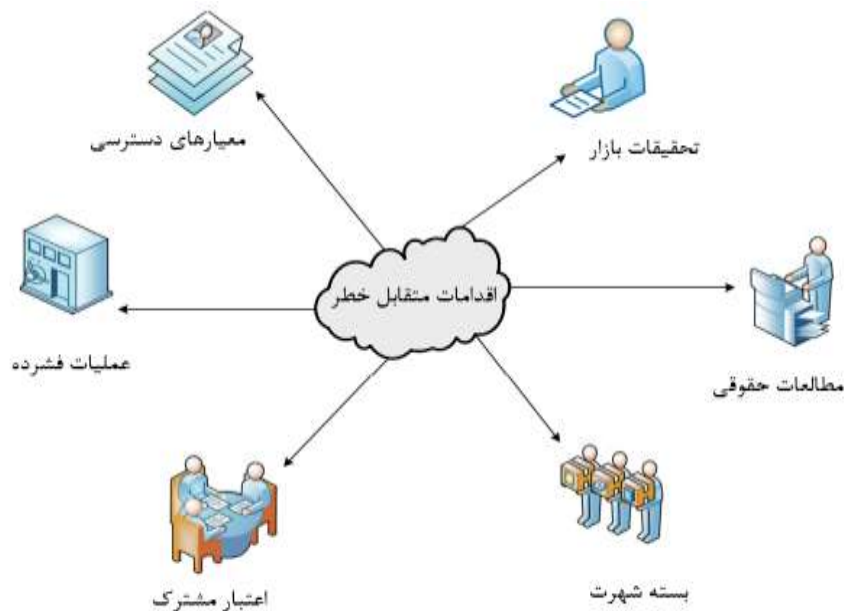 معیارهای دسترسی
تحقیقات بازار
اقدامات متقابل خطر
عملیات فشرده
مطالعات حقوقی
اعتبار مشترک
بسته شهرت